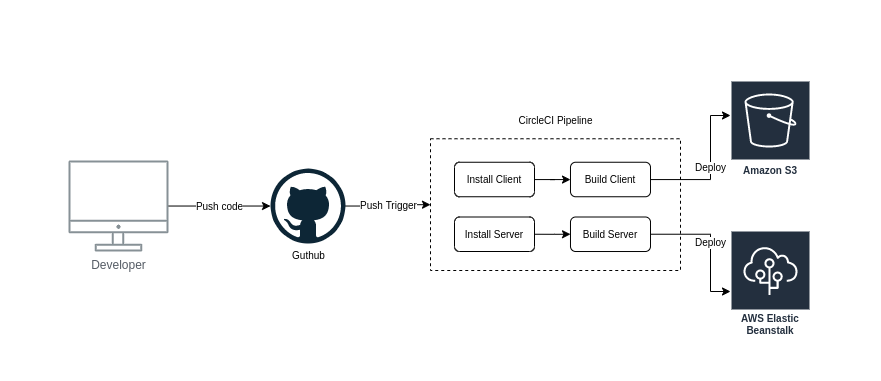 CircleCI Pipeline
Push code
Push Trigger
Install Client
Build Client
Install Server
Build Server
Deploy
Deploy
Amazon S3
AWS Elastic
Beanstalk
Developer
Guthub